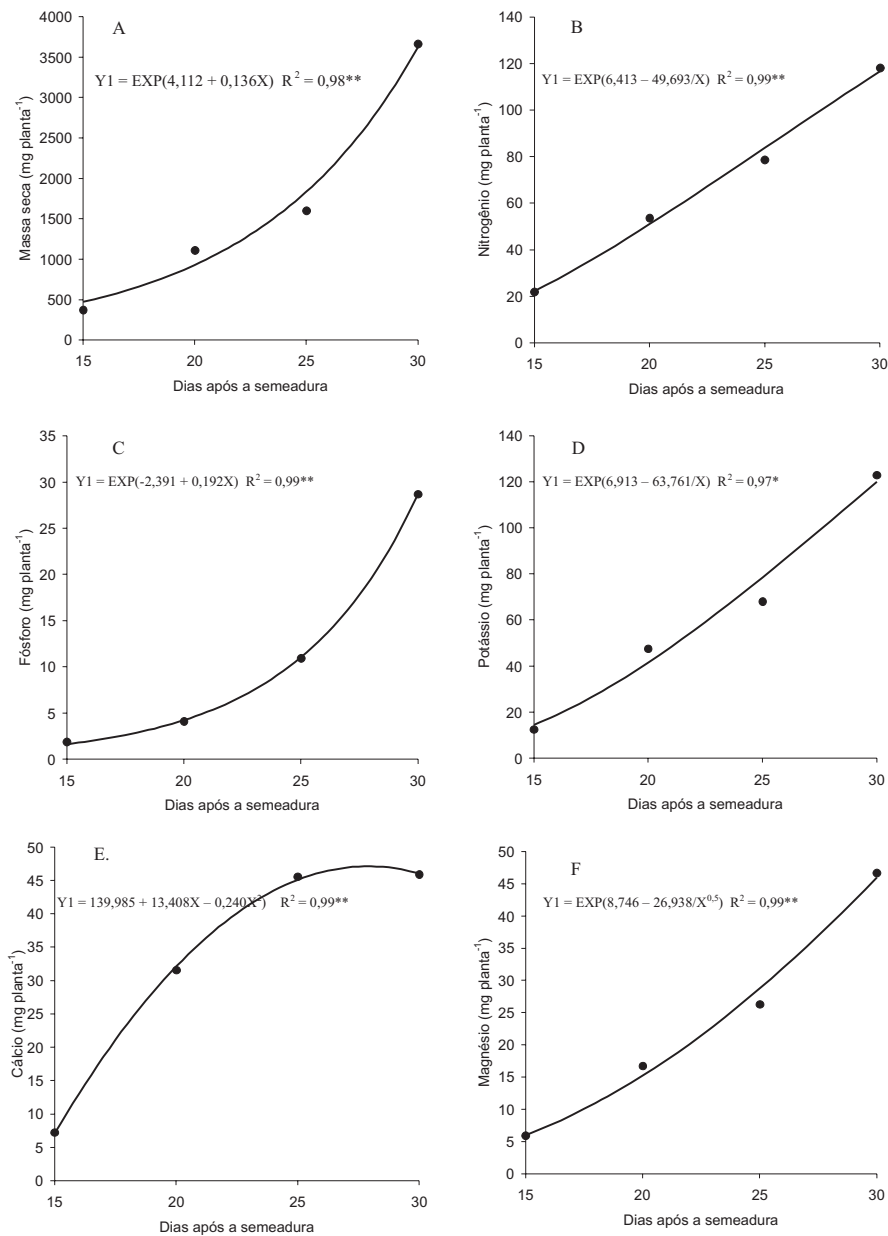 A
Y1 = EXP(4,112 + 0,136X) R² = 0,98**
Massa seca (mg planta⁻¹)
4000
3500
3000
2500
2000
1500
1000
500
0
15 20 25 30
Dias após a semeadura
B
Y1 = EXP(6,413 – 49,693/X) R² = 0,99**
Nitrogênio (mg planta⁻¹)
140
120
100
80
60
40
20
0
15 20 25 30
Dias após a semeadura
C
Y1 = EXP(-2,391 + 0,192X) R² = 0,99**
Fósforo (mg planta⁻¹)
35
30
25
20
15
10
5
0
15 20 25 30
Dias após a semeadura
D
Y1 = EXP(6,913 – 63,761/X) R² = 0,97*
Potássio (mg planta⁻¹)
140
120
100
80
60
40
20
0
15 20 25 30
Dias após a semeadura
E.
Y1 = 139,985 + 13,408X – 0,240X²) R² = 0,99**
Cálcio (mg planta⁻¹)
50
45
40
35
30
25
20
15
10
5
0
15 20 25 30
Dias após a semeadura
F
Y1 = EXP(8,746 – 26,938/X⁰,⁵) R² = 0,99**
Magnésio (mg planta⁻¹)
50
45
40
35
30
25
20
15
10
5
0
15 20 25 30
Dias após a semeadura